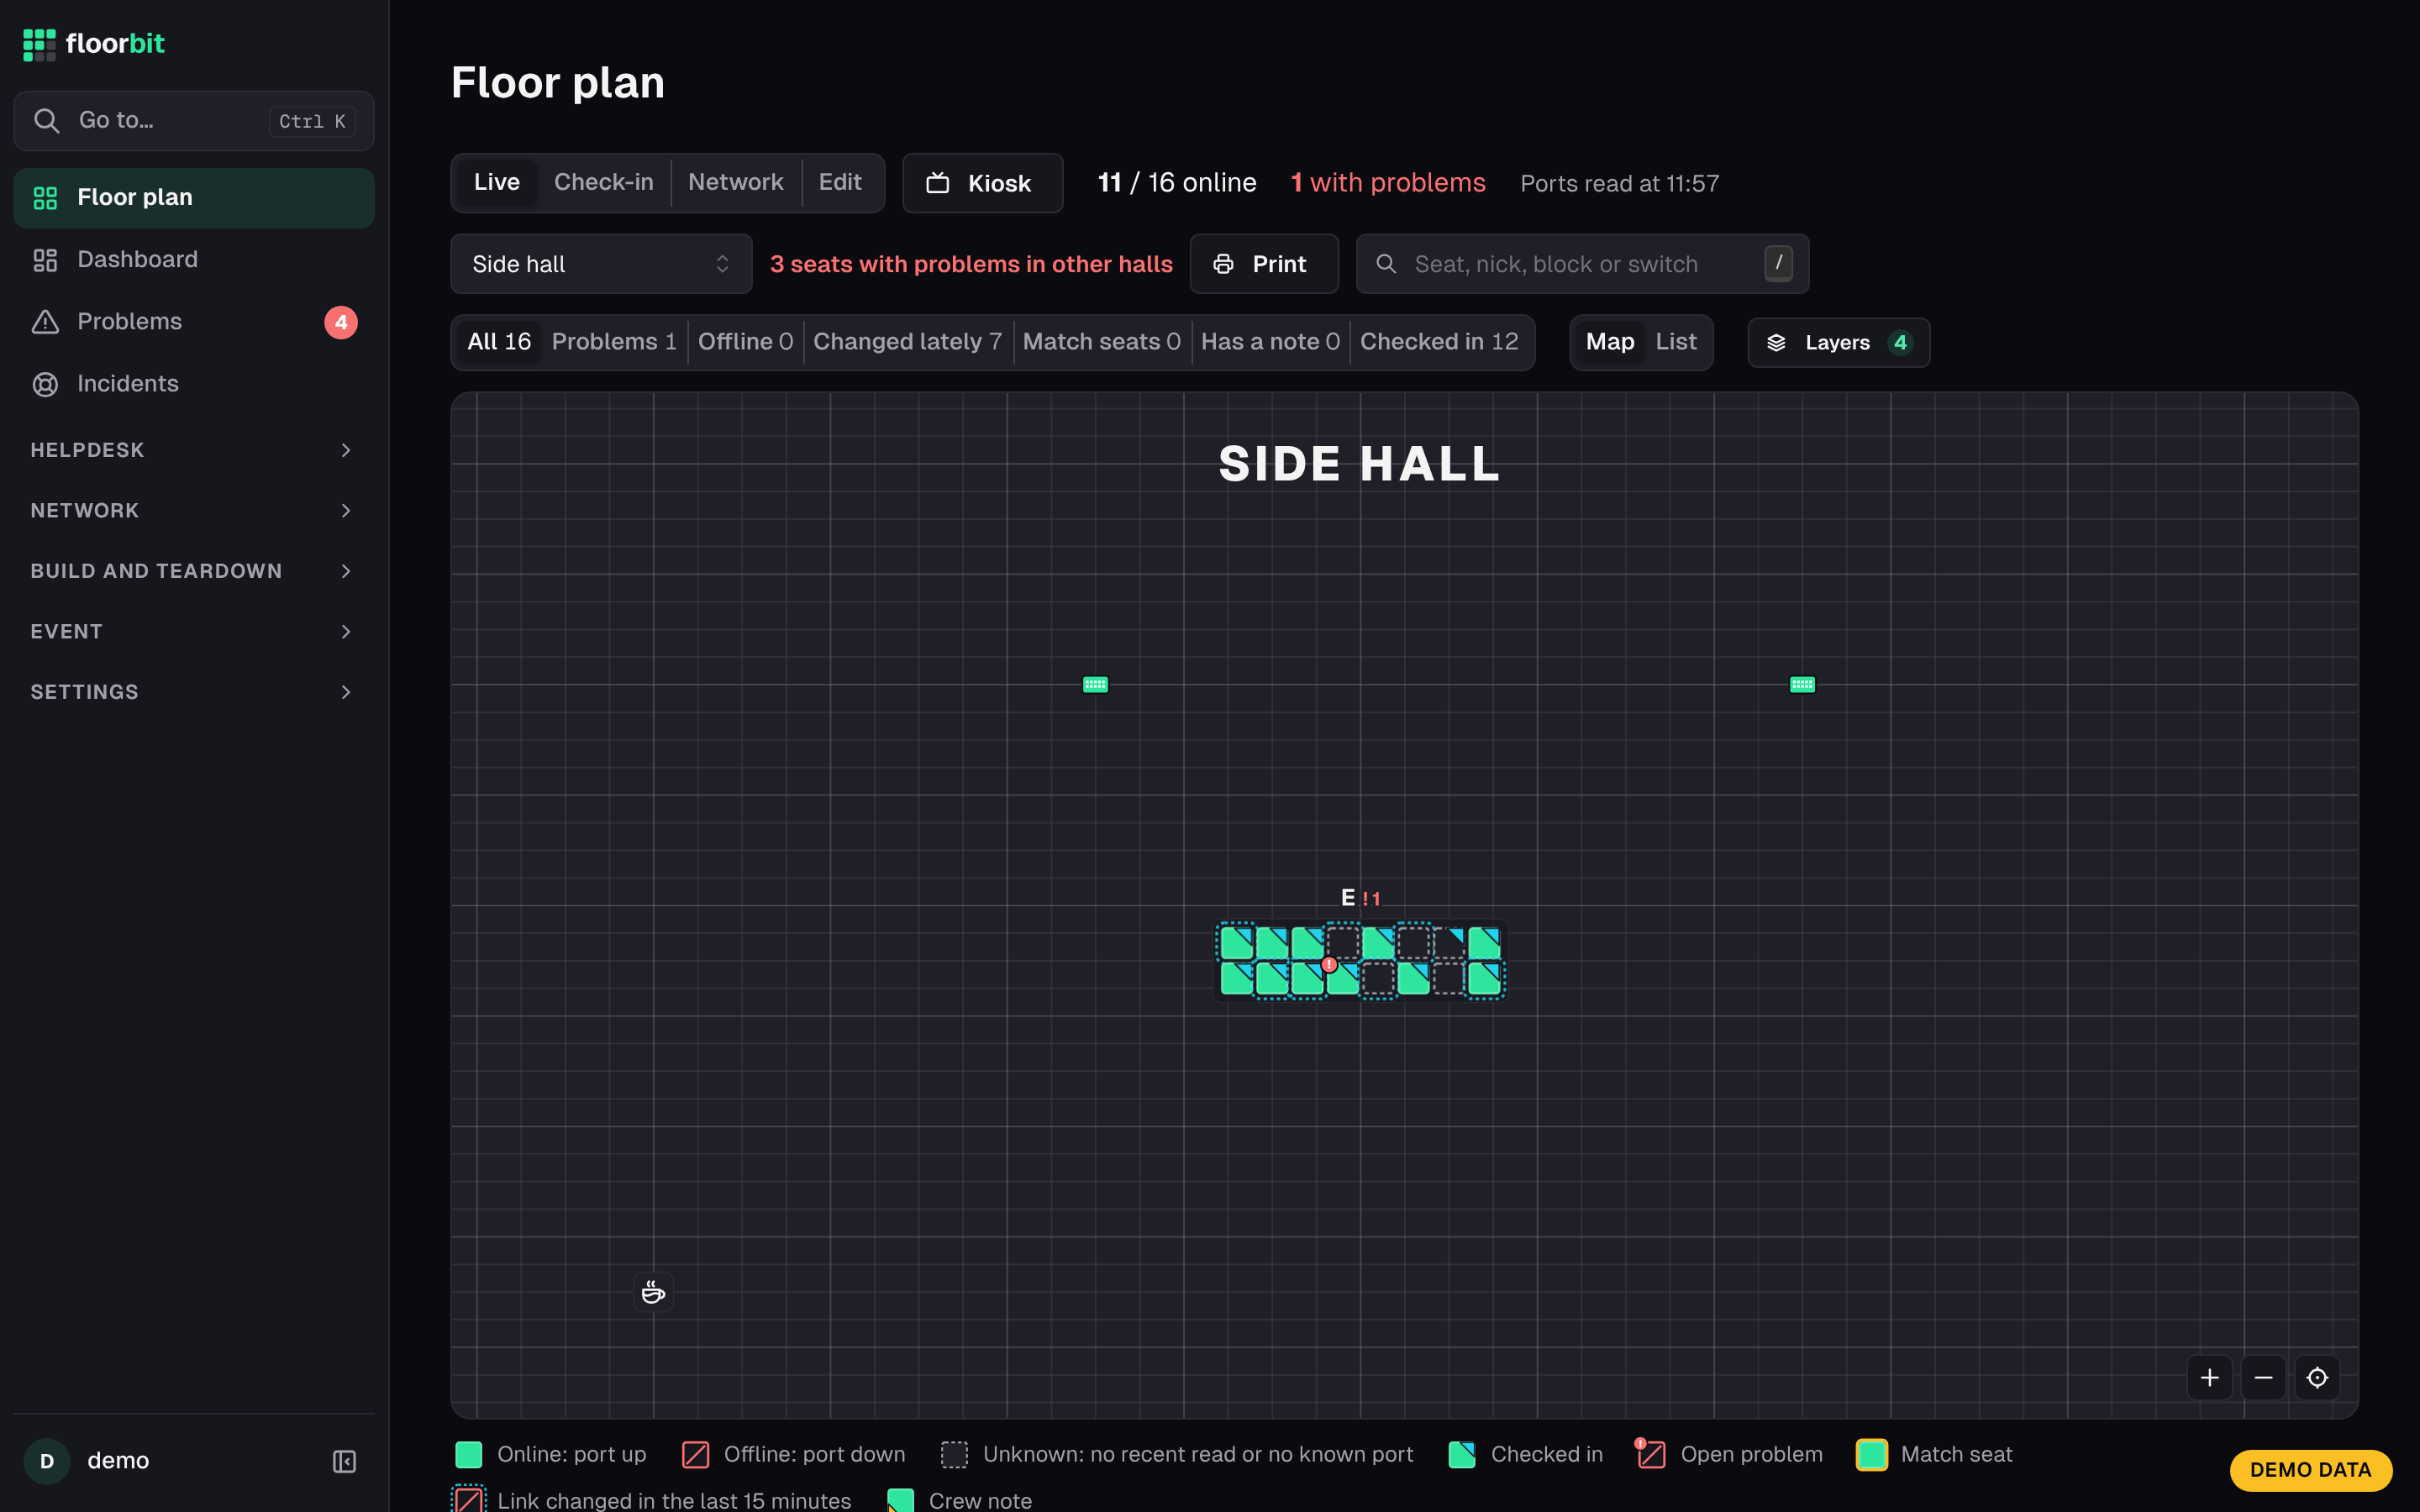 floorbit
Go to...
Ctrl K
Floor plan
Dashboard
Problems
4
Incidents
HELPDESK
NETWORK
BUILD AND TEARDOWN
EVENT
SETTINGS
D
demo
Floor plan
Live Check-in Network Edit Kiosk 11 / 16 online 1 with problems Ports read at 11:57
Side hall 3 seats with problems in other halls Print Seat, nick, block or switch /
All 16 Problems 1 Offline 0 Changed lately 7 Match seats 0 Has a note 0 Checked in 12 Map List Layers 4
SIDE HALL
E !1
!
Online: port up Offline: port down Unknown: no recent read or no known port Checked in ! Open problem Match seat
Link changed in the last 15 minutes Crew note
DEMO DATA